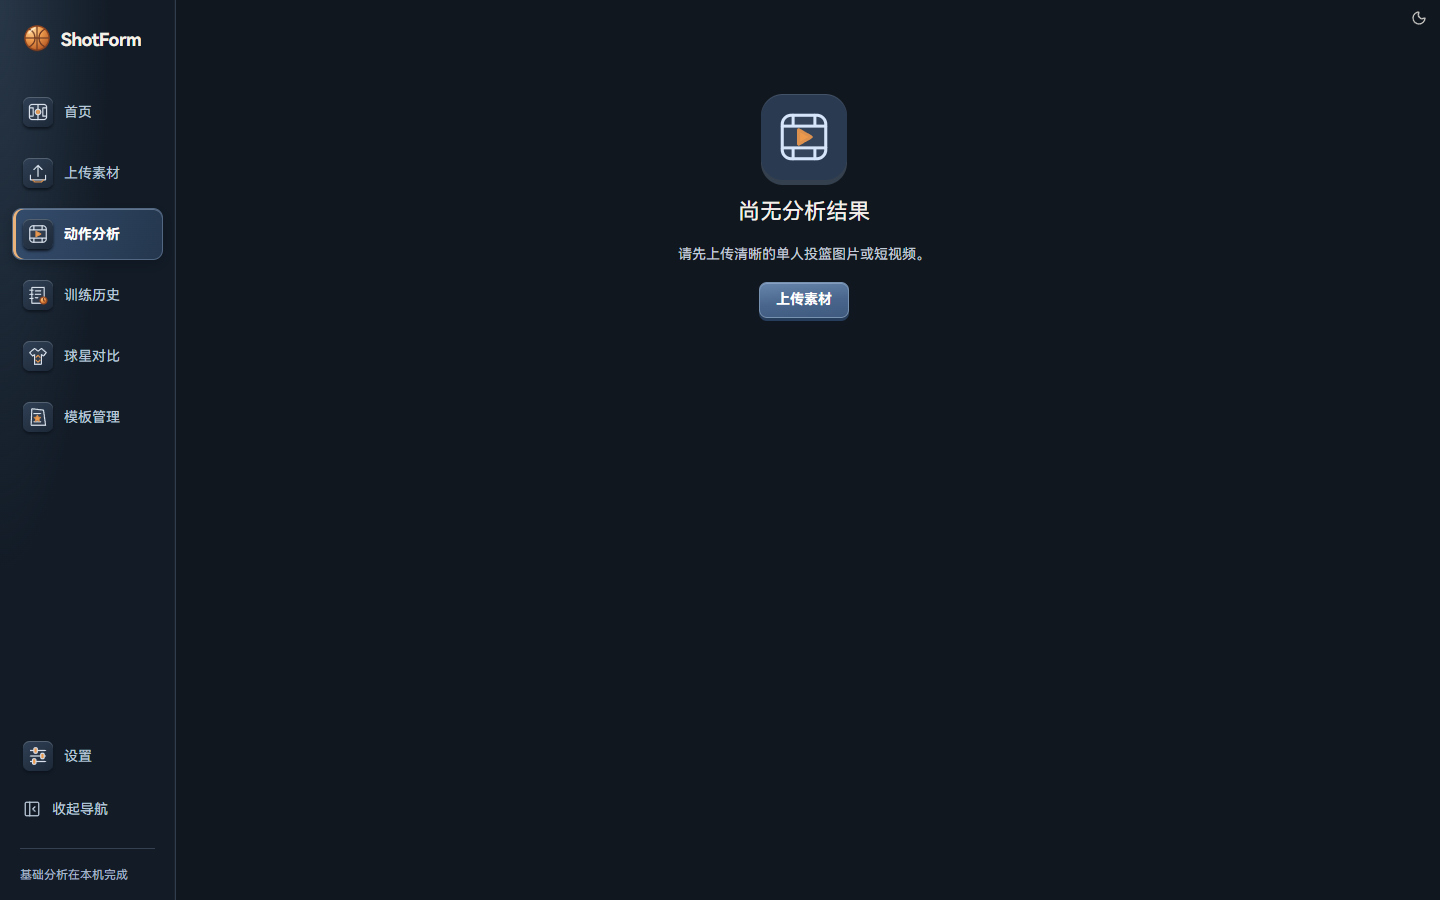 ShotForm
首页
上传素材
动作分析
训练历史
球星对比
模板管理
设置
收起导航
基础分析在本机完成
尚无分析结果
请先上传清晰的单人投篮图片或短视频。
上传素材